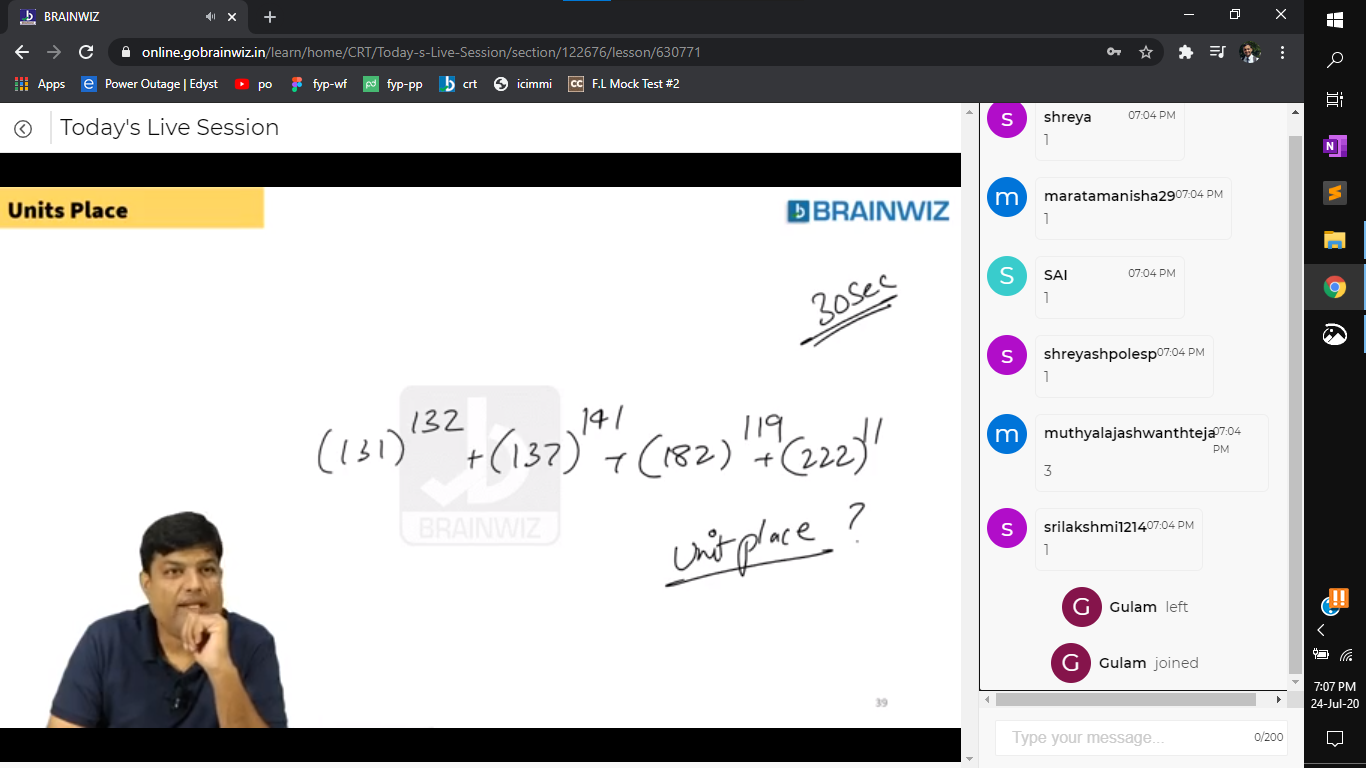 BRAINWIZ
online.gobrainwiz.in/learn/home/CRT/Today-s-Live-Session/section/122676/lesson/630771
Apps Power Outage | Edyst po fyp-wf fyp-pp crt icimmi F.L Mock Test #2
Today's Live Session
Units Place
BRAINWIZ
30sec
(131)^132 + (137)^141 + (182)^119 + (222)^11
BRAINWIZ
unit place ?
39
shreya 07:04 PM
1
maratamanisha29 07:04 PM
1
SAI 07:04 PM
1
shreyashpolesp 07:04 PM
1
muthyalajashwanthteja 07:04 PM
3
srilakshmi1214 07:04 PM
1
Gulam left
Gulam joined
Type your message... 0/200
7:07 PM
24-Jul-20